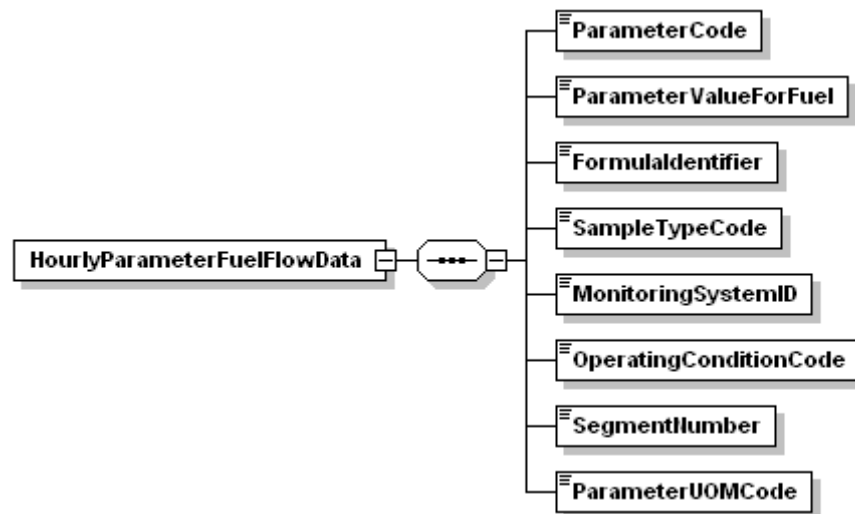 ParameterCode
ParameterValueForFuel
FormulaIdentifier
SampleTypeCode
HourlyParameterFuelFlowData
MonitoringSystemID
OperatingConditionCode
SegmentNumber
ParameterUOMCode